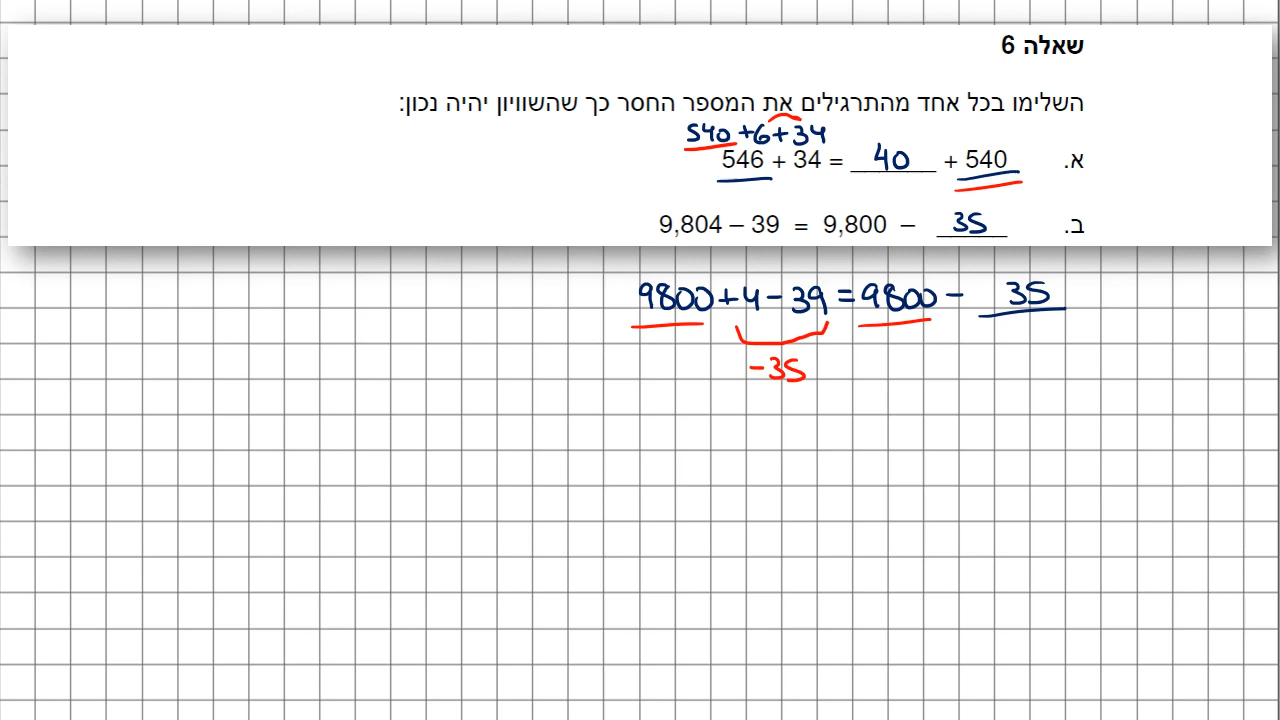 שאלה 6
השלימו בכל אחד מהתרגילים את המספר החסר כך שהשוויון יהיה נכון:
540 + 6 + 34
א. 546 + 34 = 40 + 540
ב. 9,804 – 39 = 9,800 – 35
9800 + 4 - 39 = 9800 - 35
-35